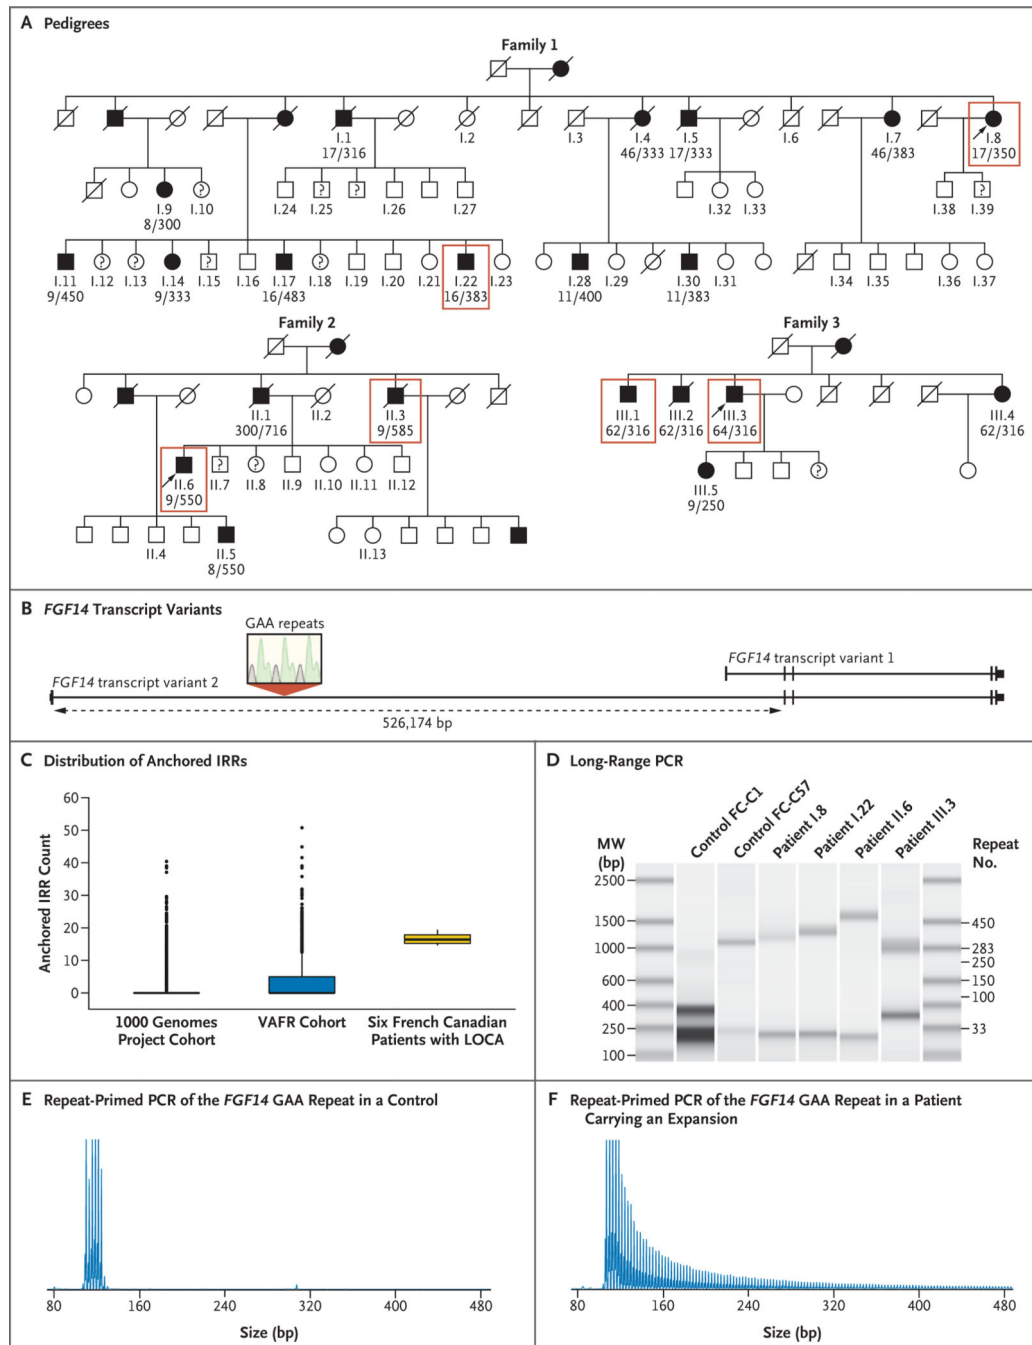 A Pedigrees
Family 1
I.1
17/316
I.2
I.3
I.4
46/333
I.5
17/333
I.6
I.7
46/383
I.8
17/350
I.9
8/300
? I.10
I.24
? I.25
?
I.26
I.27
I.32
I.33
I.38
? I.39
I.11
9/450
? I.12
? I.13
I.14
9/333
? I.15
I.16
I.17
16/483
? I.18
I.19
I.20
I.21
I.22
16/383
I.23
I.28
11/400
I.29
I.30
11/383
I.31
I.34
I.35
I.36
I.37
Family 2
II.1
300/716
II.2
II.3
9/585
II.6
9/550
? II.7
? II.8
II.9
II.10
II.11
II.12
II.4
II.5
8/550
II.13
Family 3
III.1
62/316
III.2
62/316
III.3
64/316
III.4
62/316
III.5
9/250
?
B FGF14 Transcript Variants
GAA repeats
FGF14 transcript variant 1
FGF14 transcript variant 2
526,174 bp
C Distribution of Anchored IRRs
Anchored IRR Count
60
50
40
30
20
10
0
1000 Genomes
Project Cohort
VAFR Cohort
Six French Canadian
Patients with LOCA
D Long-Range PCR
Control FC-C1
Control FC-C57
Patient I.8
Patient I.22
Patient II.6
Patient III.3
MW
(bp)
2500
1500
1000
600
400
250
100
Repeat
No.
450
283
250
150
100
33
E Repeat-Primed PCR of the FGF14 GAA Repeat in a Control
80 160 240 320 400 480
Size (bp)
F Repeat-Primed PCR of the FGF14 GAA Repeat in a Patient
Carrying an Expansion
80 160 240 320 400 480
Size (bp)